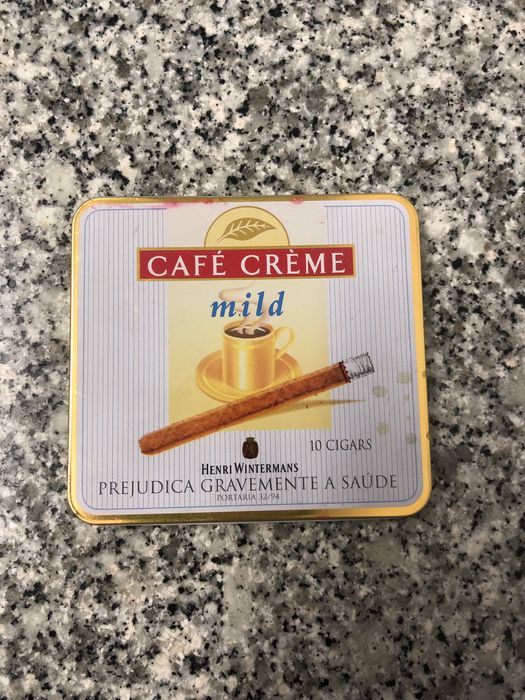 CAFÉ CRÈME
mild
10 CIGARS
HENRI WINTERMANS
PREJUDICA GRAVEMENTE A SAÚDE
PORTARIA 32/94